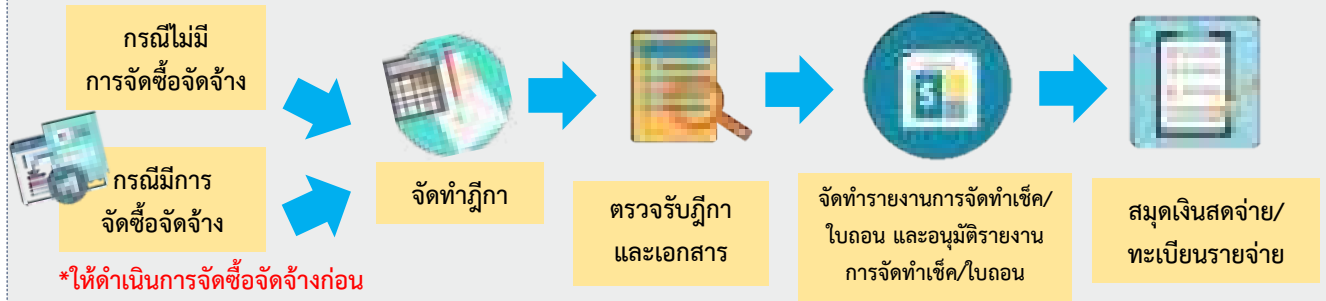 กรณีไม่มี
การจัดซื้อจัดจ้าง
กรณีมีการ
จัดซื้อจัดจ้าง
*ให้ดำเนินการจัดซื้อจัดจ้างก่อน
จัดทำฎีกา
ตรวจรับฎีกา
และเอกสาร
จัดทำรายงานการจัดทำเช็ค/
ใบถอน และอนุมัติรายงาน
การจัดทำเช็ค/ใบถอน
สมุดเงินสดจ่าย/
ทะเบียนรายจ่าย